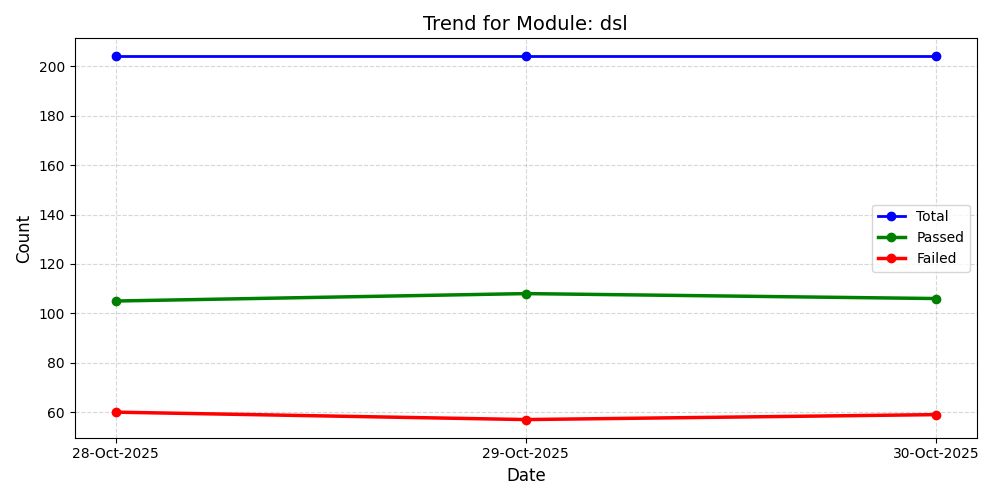 Trend for Module: dsl
Count
200
180
160
140
120
100
80
60
Total
Passed
Failed
28-Oct-2025
29-Oct-2025
30-Oct-2025
Date